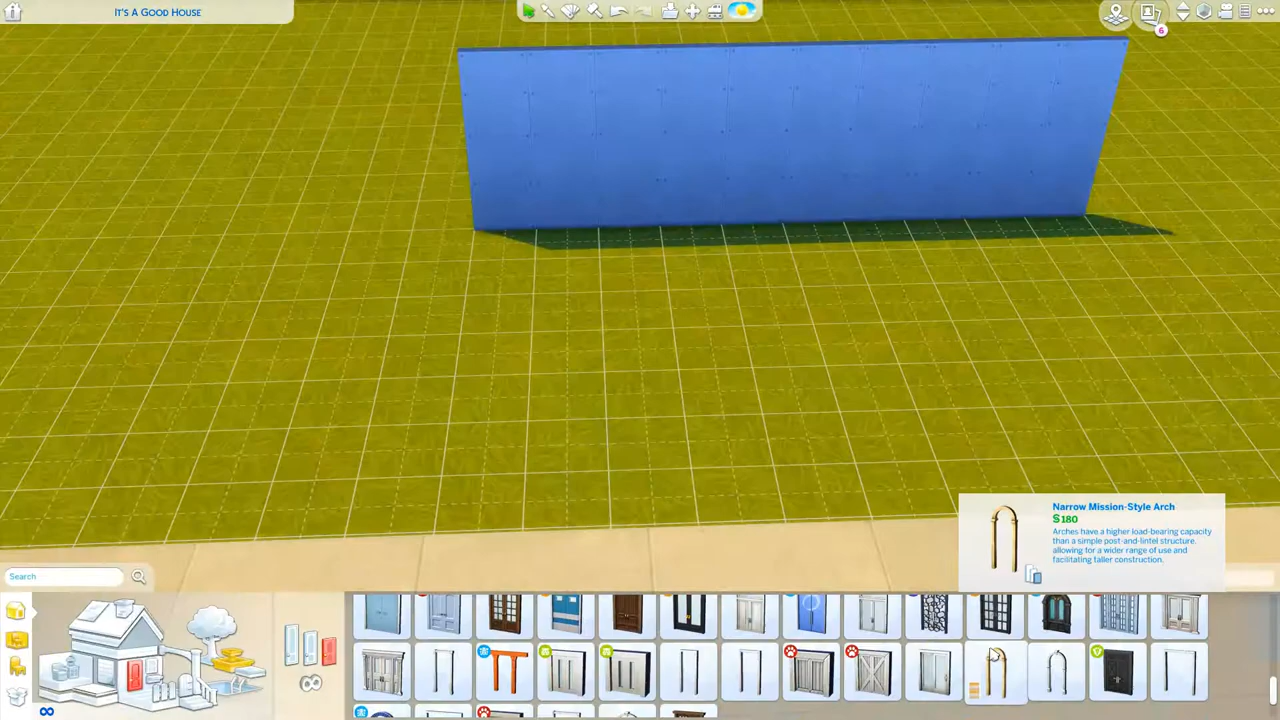 IT'S A GOOD HOUSE
6
Narrow Mission-Style Arch
§180
Arches have a higher load-bearing capacity
than a simple post-and-lintel structure,
allowing for a wider range of use and
facilitating taller construction.
Search